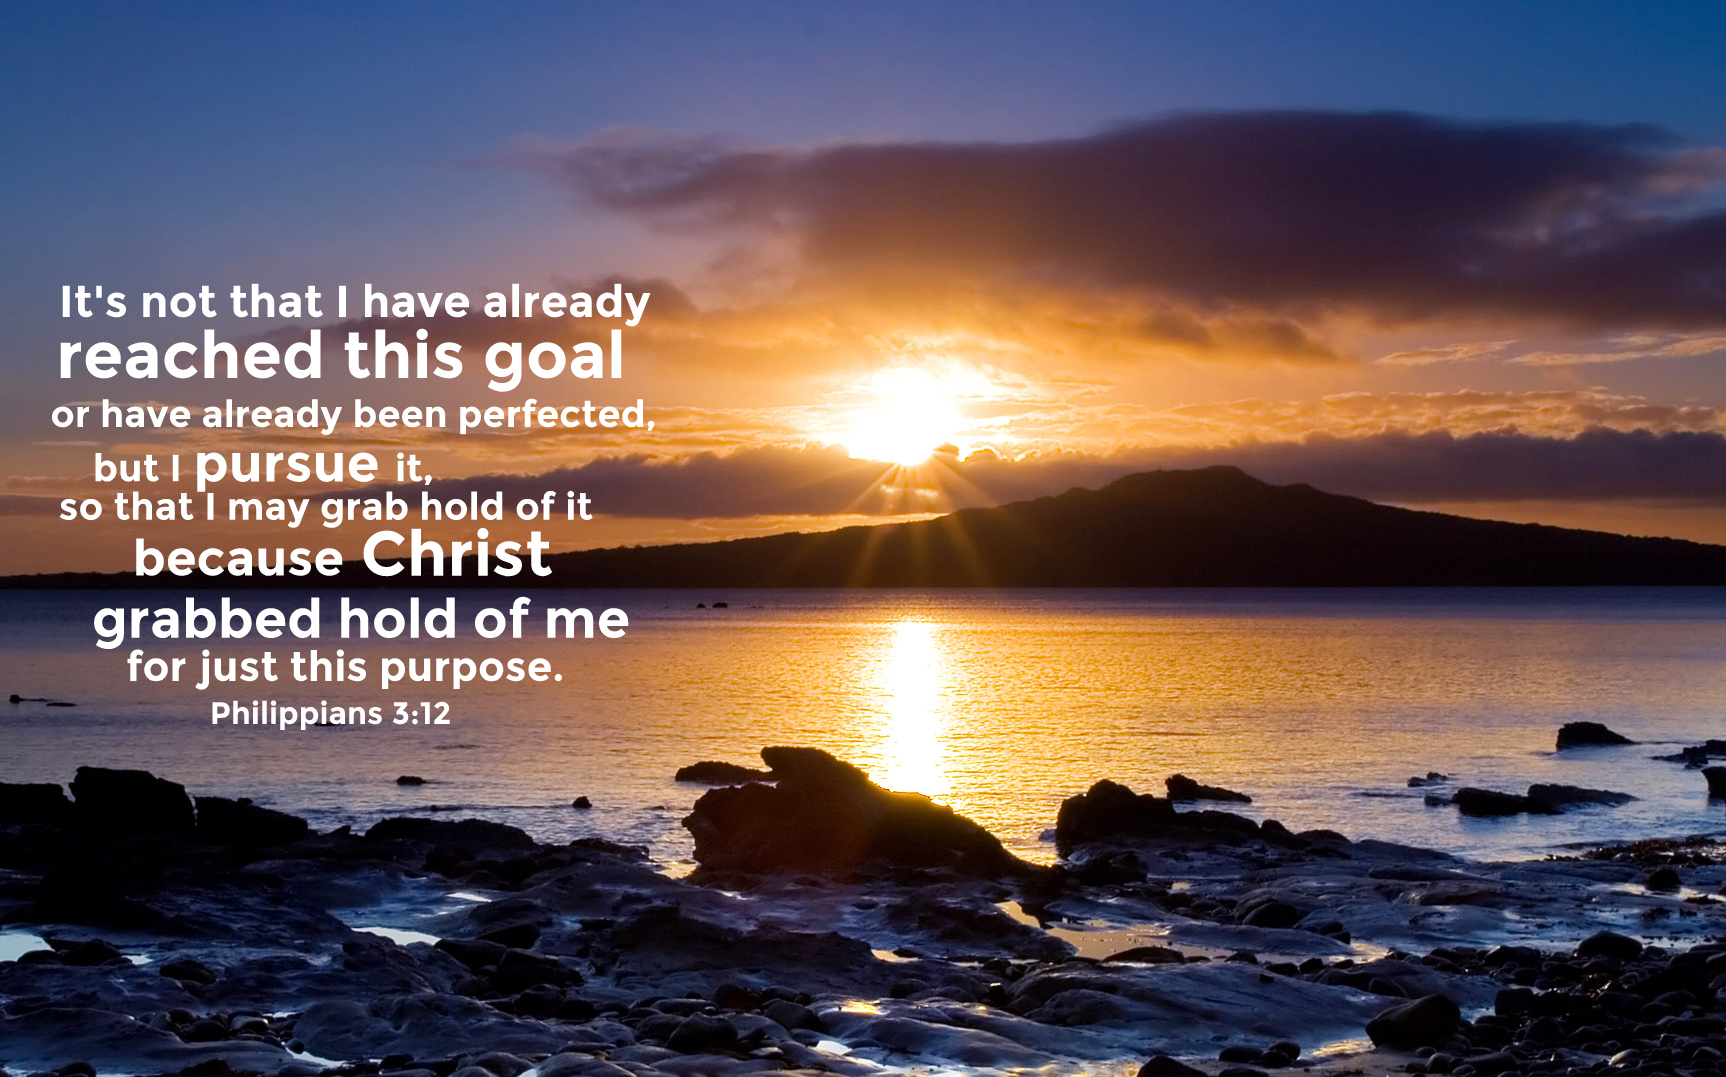 It's not that I have already
reached this goal
or have already been perfected,
but I pursue it,
so that I may grab hold of it
because Christ
grabbed hold of me
for just this purpose.
Philippians 3:12